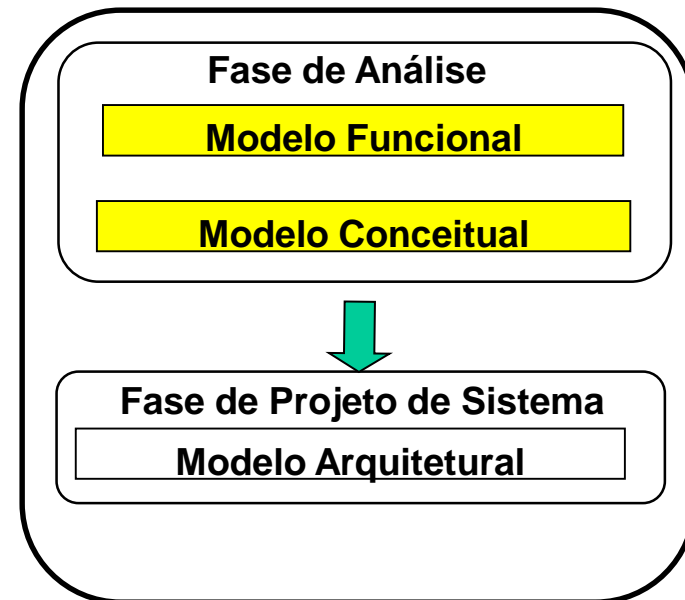 Fase de Análise
Modelo Funcional
Modelo Conceitual
Fase de Projeto de Sistema
Modelo Arquitetural